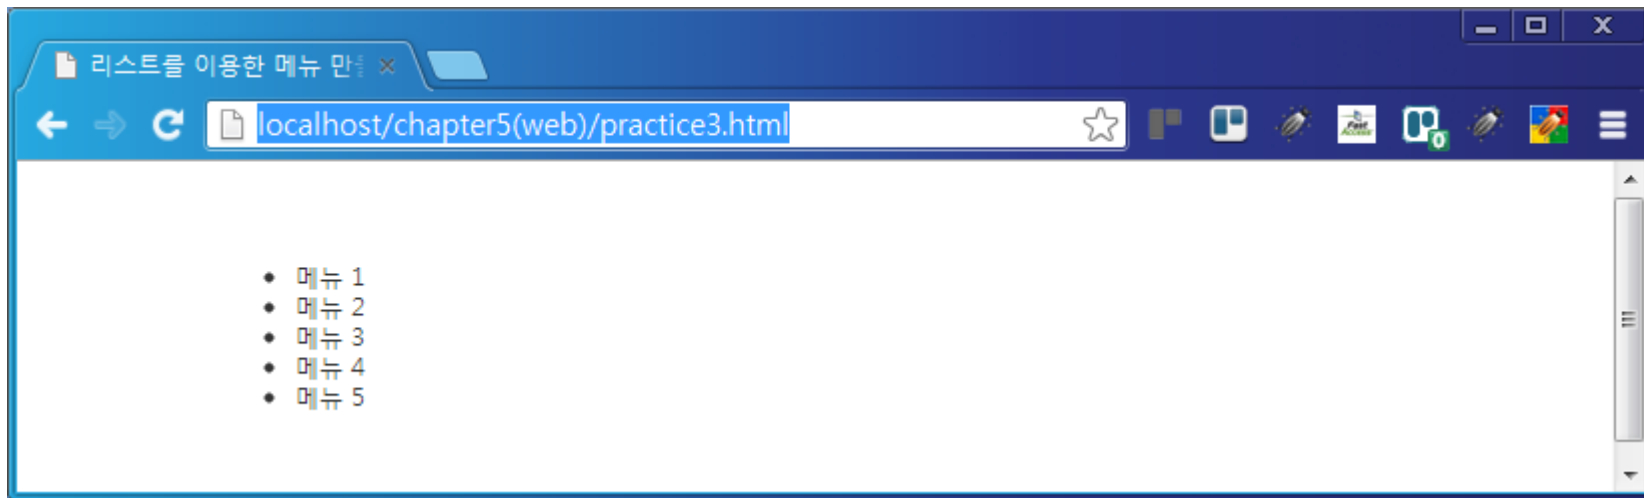 리스트를 이용한 메뉴 만
localhost/chapter5(web)/practice3.html
0
메뉴 1
메뉴 2
메뉴 3
메뉴 4
메뉴 5